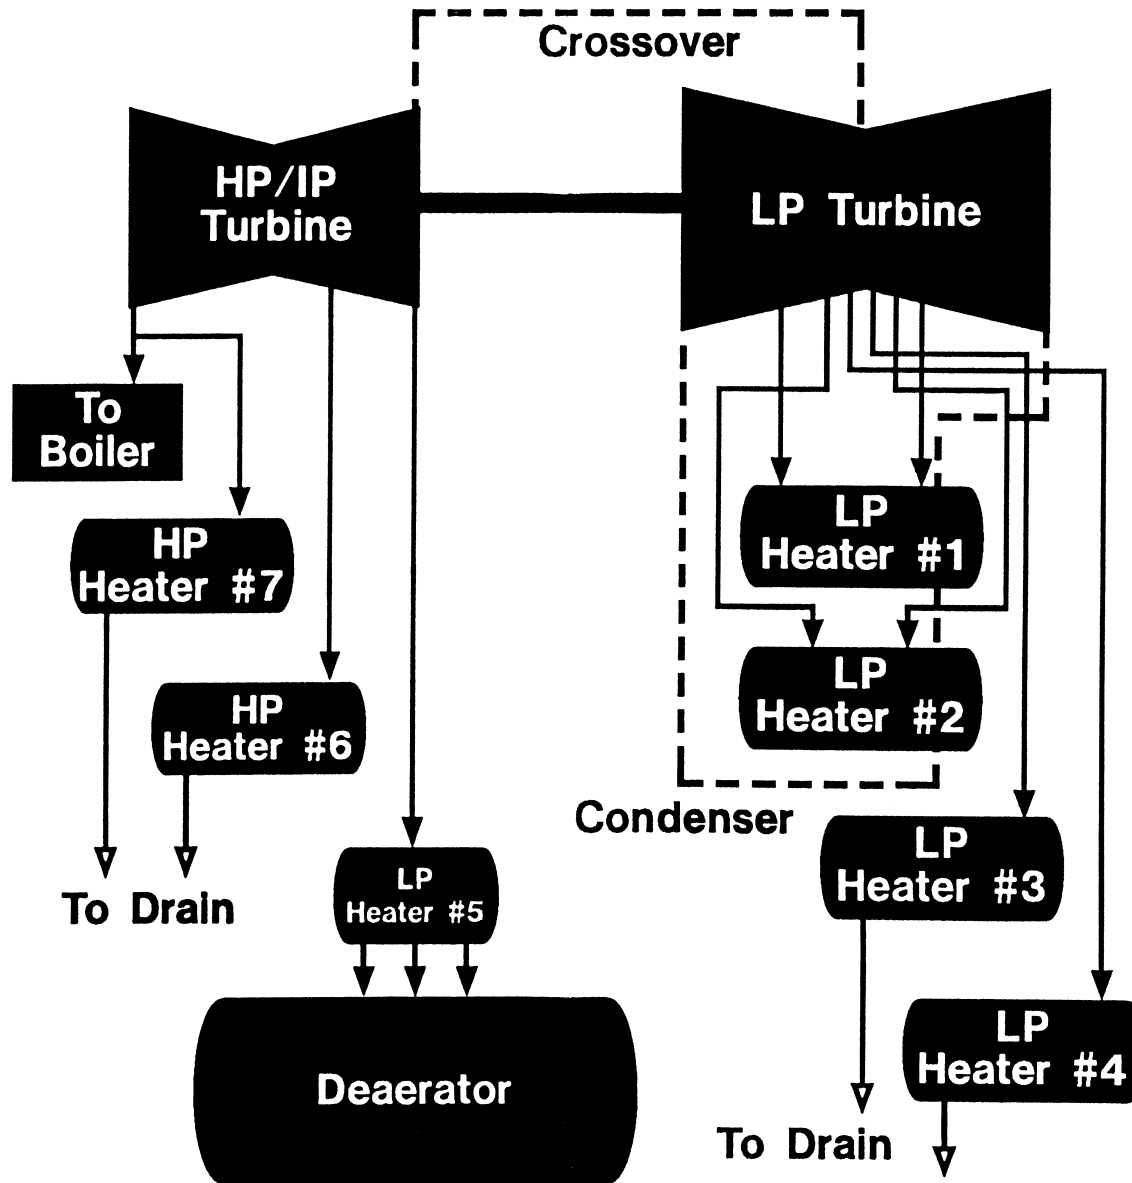 Crossover
HP/IP
Turbine
LP Turbine
To
Boiler
HP
Heater #7
LP
Heater #1
HP
Heater #6
LP
Heater #2
Condenser
LP
Heater #3
To Drain
LP
Heater #5
LP
Heater #4
Deaerator
To Drain